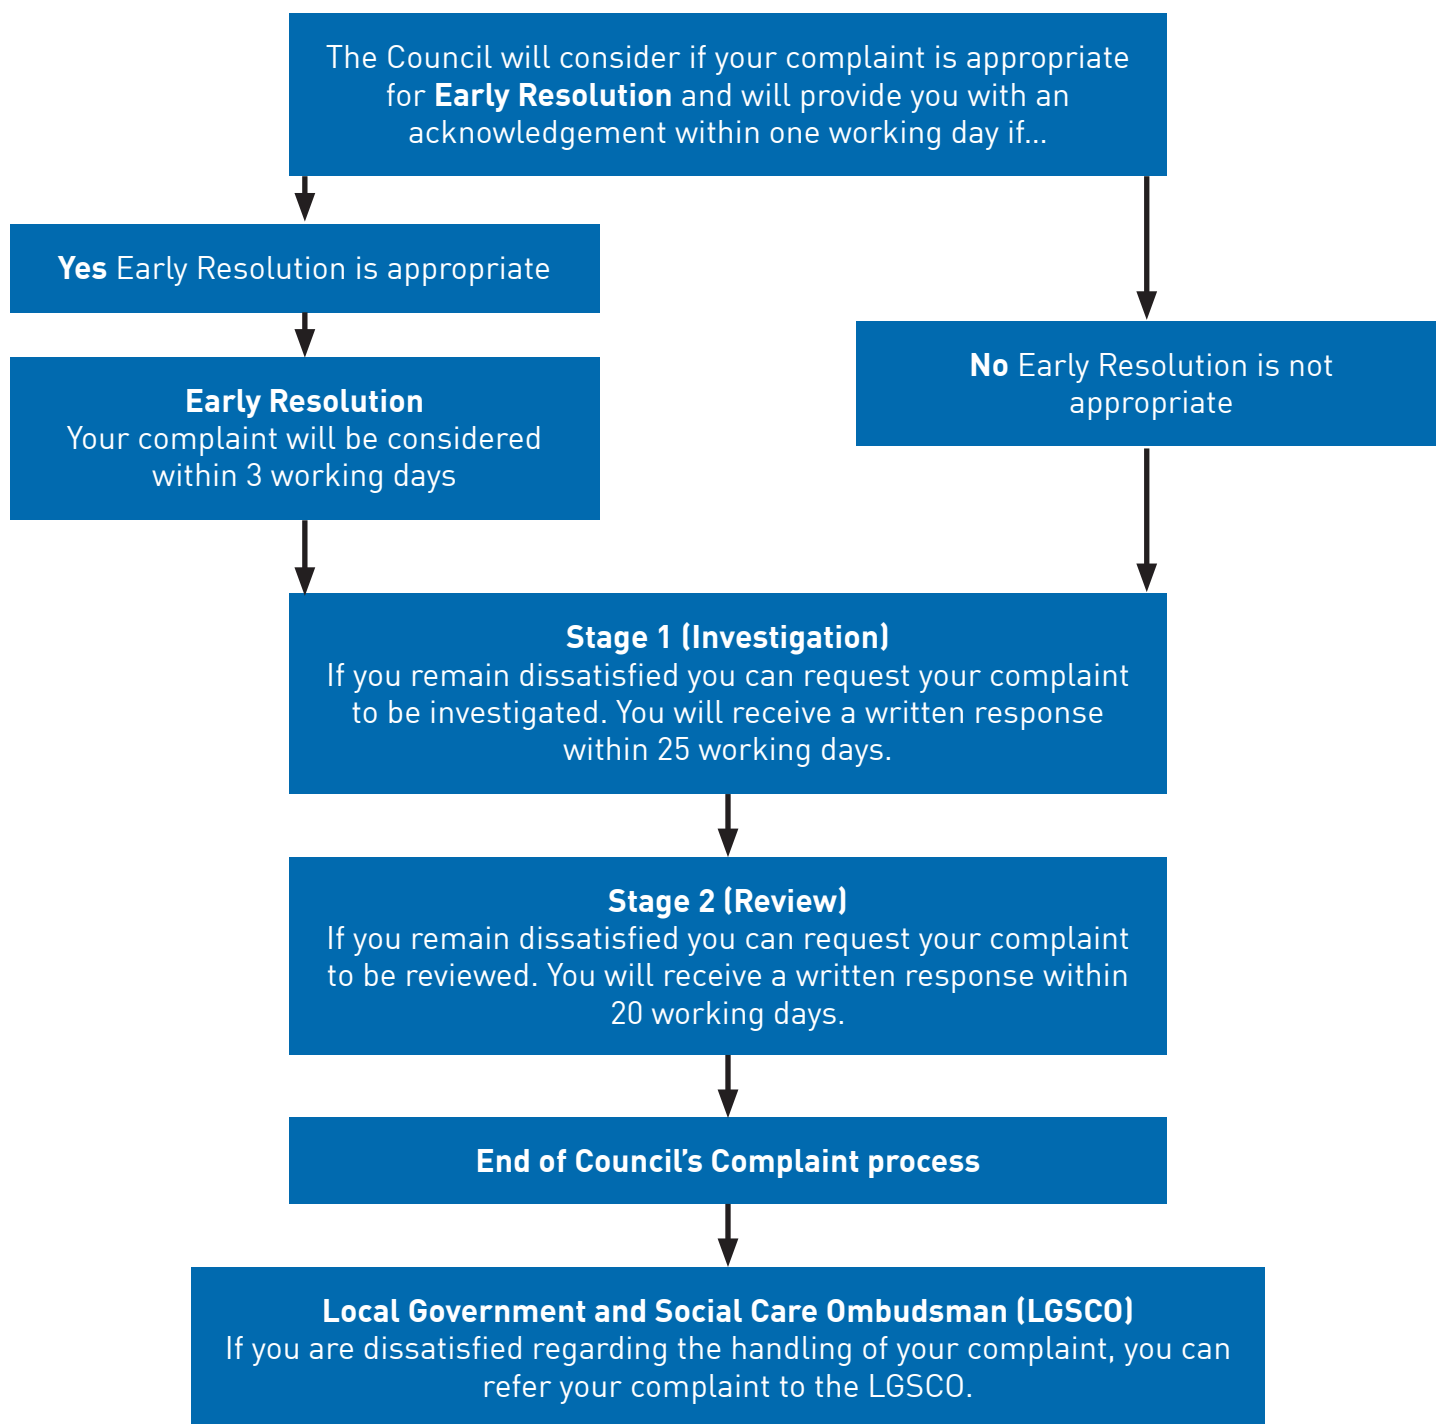 The Council will consider if your complaint is appropriate
for Early Resolution and will provide you with an
acknowledgement within one working day if...
Yes Early Resolution is appropriate
Early Resolution
Your complaint will be considered
within 3 working days
No Early Resolution is not
appropriate
Stage 1 (Investigation)
If you remain dissatisfied you can request your complaint
to be investigated. You will receive a written response
within 25 working days.
Stage 2 (Review)
If you remain dissatisfied you can request your complaint
to be reviewed. You will receive a written response within
20 working days.
End of Council’s Complaint process
Local Government and Social Care Ombudsman (LGSCO)
If you are dissatisfied regarding the handling of your complaint, you can
refer your complaint to the LGSCO.